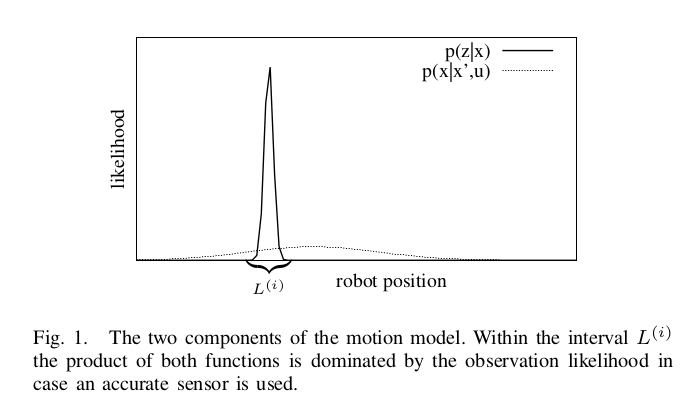 p(z|x)
p(x|x',u)
likelihood
L(i)
robot position
Fig. 1. The two components of the motion model. Within the interval L(i)
the product of both functions is dominated by the observation likelihood in
case an accurate sensor is used.